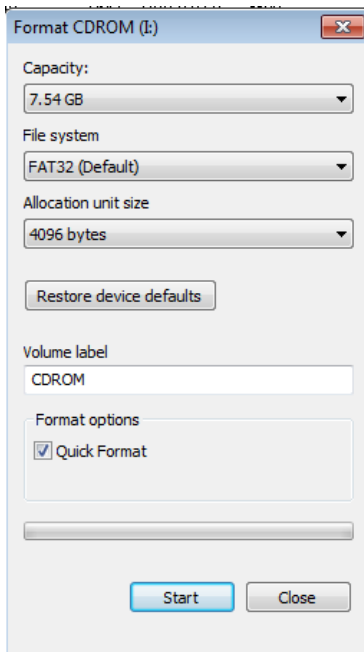 Format CDROM (I:)
Capacity:
7.54 GB
File system
FAT32 (Default)
Allocation unit size
4096 bytes
Restore device defaults
Volume label
CDROM
Format options
Quick Format
Start
Close